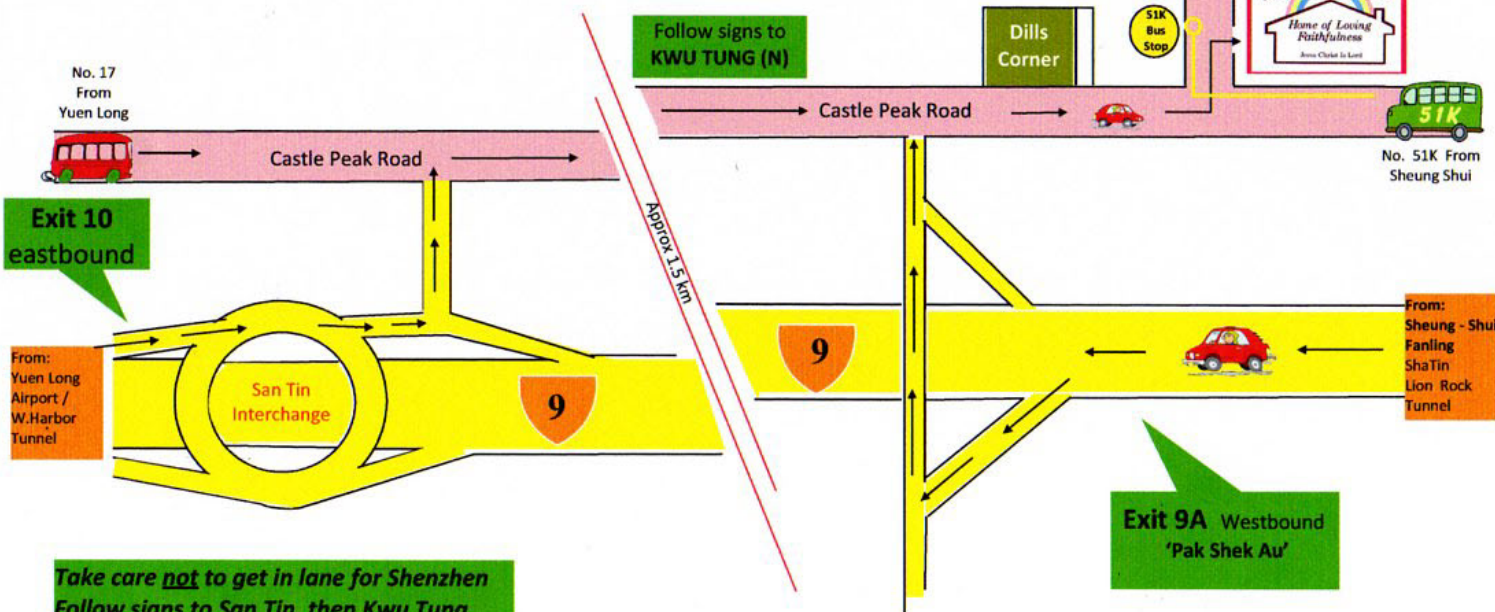 51K
Bus
Stop
Home of Loving
Faithfulness
Jesus Christ Is Lord
Follow signs to
KWU TUNG (N)
Dills
Corner
No. 17
From
Yuen Long
Castle Peak Road
51K
No. 51K From
Sheung Shui
Castle Peak Road
Exit 10
eastbound
Approx 1.5 km
From:
Yuen Long
Airport /
W.Harbor
Tunnel
San Tin
Interchange
9
9
From:
Sheung - Shui
Fanling
ShaTin
Lion Rock
Tunnel
Exit 9A Westbound
'Pak Shek Au'
Take care not to get in lane for Shenzhen
Follow signs to San Tin, then Kwu Tung